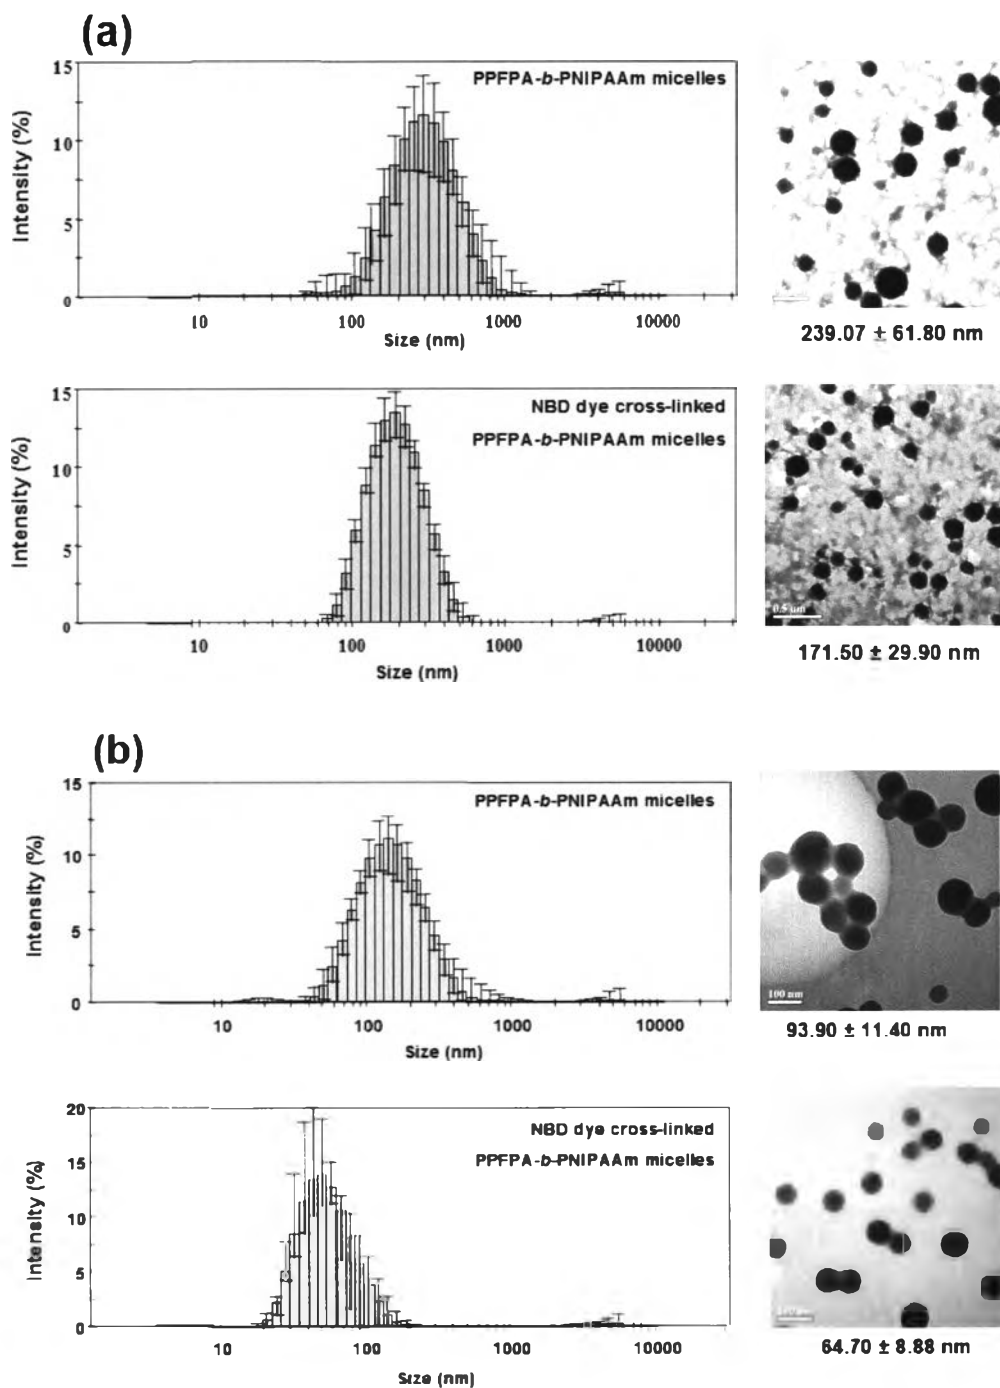 (a)
15
10
5
0
Intensity (%)
PPFPA-b-PNIPAAm micelles
10 100 1000 10000
Size (nm)
239.07 ± 61.80 nm
15
10
5
0
Intensity (%)
NBD dye cross-linked
PPFPA-b-PNIPAAm micelles
10 100 1000 10000
Size (nm)
0.5 µm
171.50 ± 29.90 nm
(b)
15
10
5
0
Intensity (%)
PPFPA-b-PNIPAAm micelles
10 100 1000 10000
Size (nm)
100 nm
93.90 ± 11.40 nm
20
15
10
5
0
Intensity (%)
NBD dye cross-linked
PPFPA-b-PNIPAAm micelles
10 100 1000 10000
Size (nm)
64.70 ± 8.88 nm